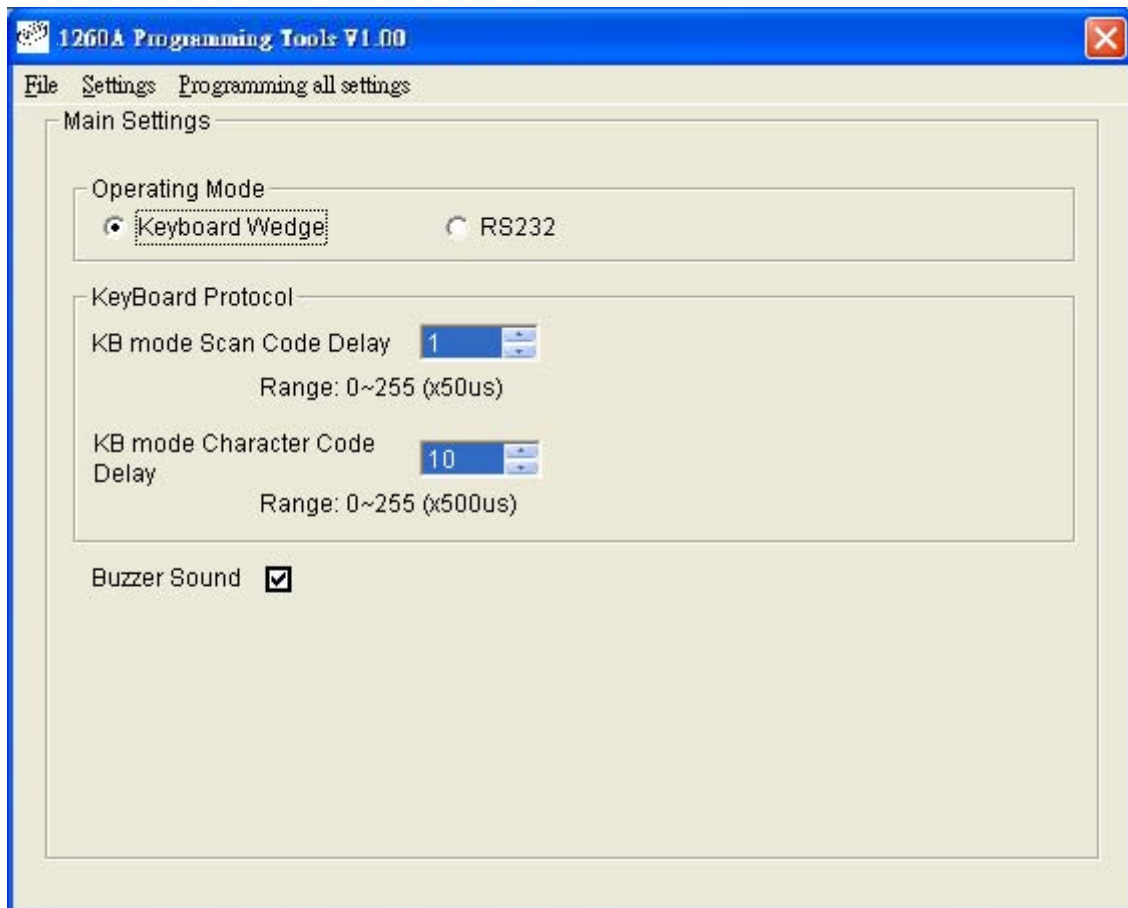 1260A Programming Tools V1.00
File Settings Programming all settings
Main Settings
Operating Mode
Keyboard Wedge RS232
KeyBoard Protocol
KB mode Scan Code Delay 1
Range: 0~255 (x50us)
KB mode Character Code
Delay 10
Range: 0~255 (x500us)
Buzzer Sound